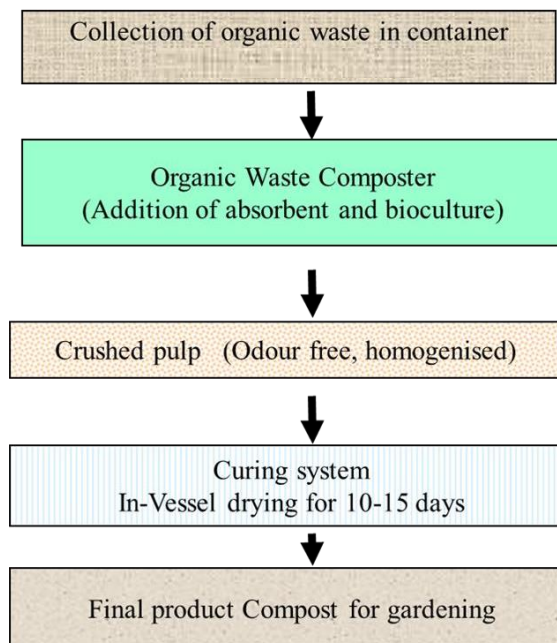 Collection of organic waste in container
Organic Waste Composter
(Addition of absorbent and bioculture)
Crushed pulp (Odour free, homogenised)
Curing system
In-Vessel drying for 10-15 days
Final product Compost for gardening